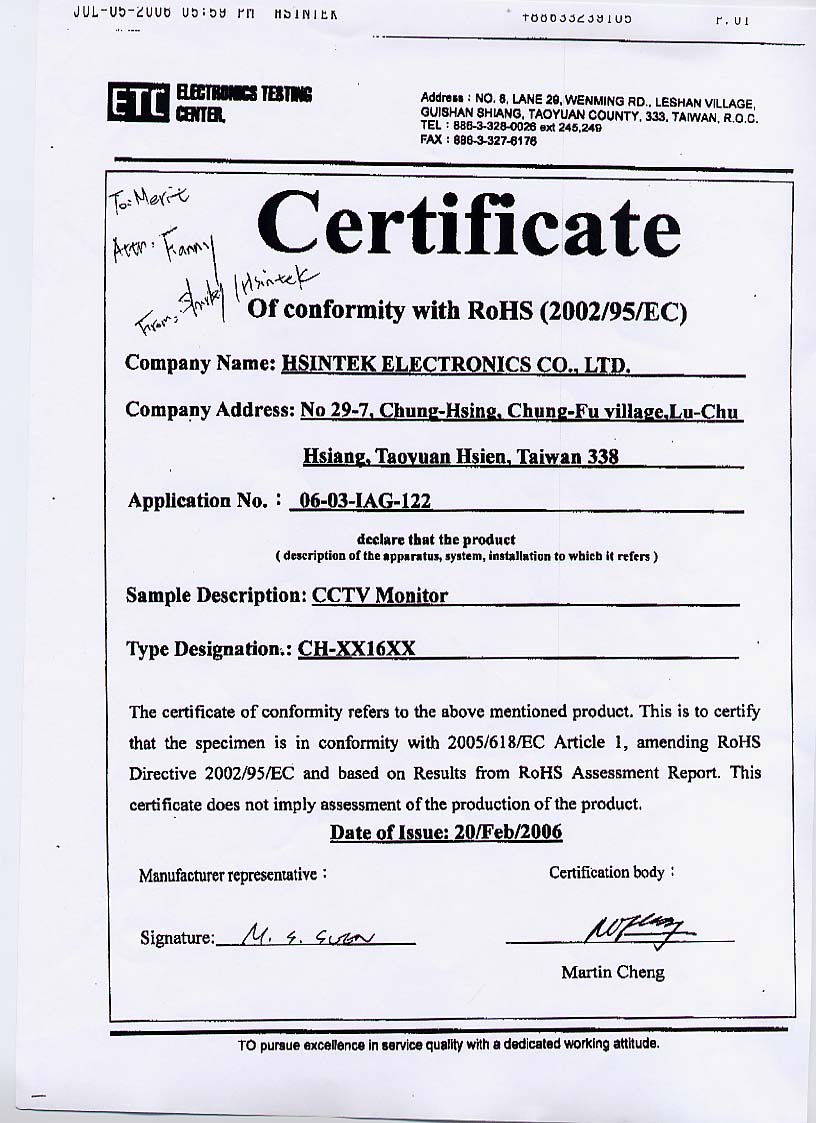 JUL-05-2006 05:59 PM HSINTEK +88633239105 P.01
ETC ELECTRONICS TESTING
CENTER,
Address : NO. 8, LANE 29, WENMING RD., LESHAN VILLAGE,
GUISHAN SHIANG, TAOYUAN COUNTY, 333, TAIWAN, R.O.C.
TEL : 886-3-328-0026 ext 245,249
FAX : 886-3-327-6176
To: Merit
Attn: Fanny
From: Shirley / Hsintek
Certificate
Of conformity with RoHS (2002/95/EC)
Company Name: HSINTEK ELECTRONICS CO., LTD.
Company Address: No 29-7, Chung-Hsing, Chung-Fu village,Lu-Chu
Hsiang, Taoyuan Hsien, Taiwan 338
Application No. : 06-03-IAG-122
declare that the product
( description of the apparatus, system, installation to which it refers )
Sample Description: CCTV Monitor
Type Designation.: CH-XX16XX
The certificate of conformity refers to the above mentioned product. This is to certify
that the specimen is in conformity with 2005/618/EC Article 1, amending RoHS
Directive 2002/95/EC and based on Results from RoHS Assessment Report. This
certificate does not imply assessment of the production of the product.
Date of Issue: 20/Feb/2006
Manufacturer representative : Certification body :
Signature: M. S.
Martin Cheng
TO pursue excellence in service quality with a dedicated working attitude.